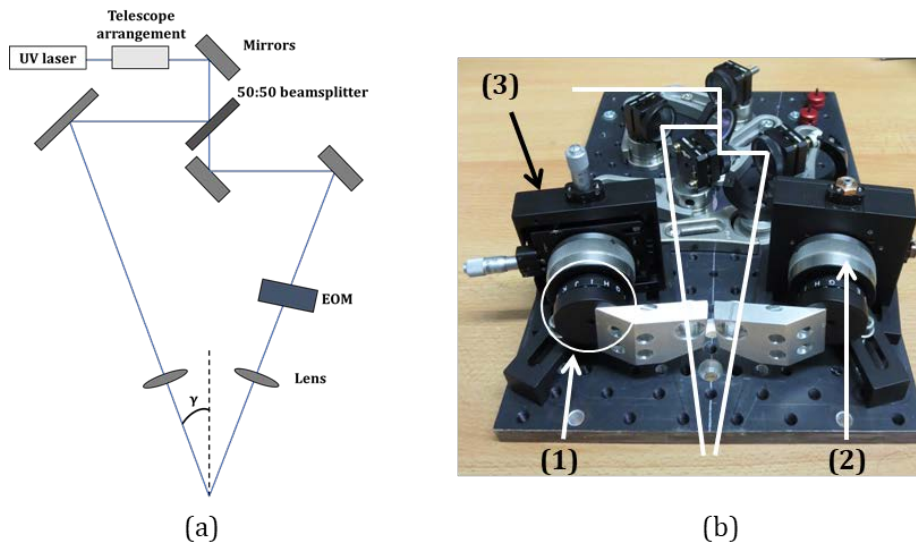 Telescope
arrangement
UV laser
Mirrors
50:50 beamsplitter
EOM
Lens
γ
(a)
(3)
(1)
(2)
(b)